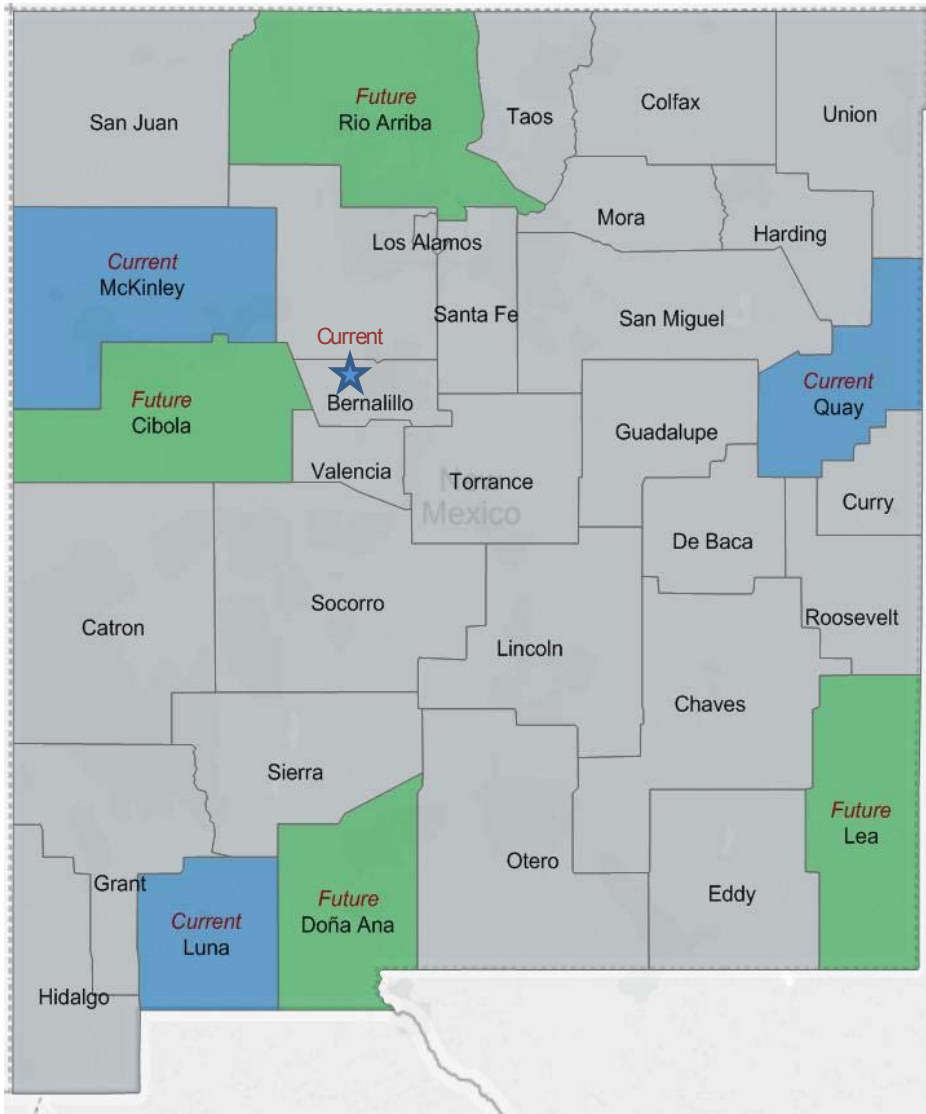 Future
Rio Arriba
Taos
Colfax
Union
San Juan
Mora
Harding
Los Alamos
Current
McKinley
Santa Fe
San Miguel
Current
Bernalillo
Current
Quay
Future
Cibola
Guadalupe
Valencia
Torrance
New
Mexico
Curry
De Baca
Socorro
Roosevelt
Catron
Lincoln
Chaves
Sierra
Future
Lea
Otero
Grant
Eddy
Future
Doña Ana
Current
Luna
Hidalgo